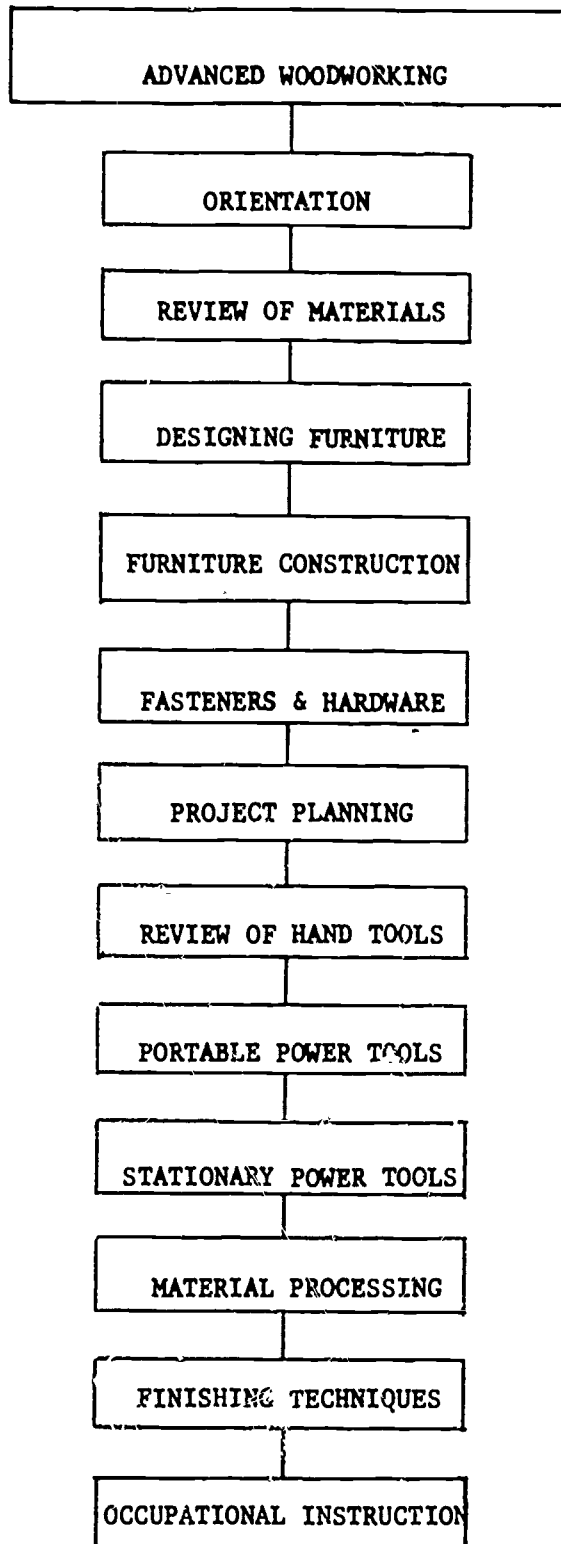 ADVANCED WOODWORKING
ORIENTATION
REVIEW OF MATERIALS
DESIGNING FURNITURE
FURNITURE CONSTRUCTION
FASTENERS & HARDWARE
PROJECT PLANNING
REVIEW OF HAND TOOLS
PORTABLE POWER TOOLS
STATIONARY POWER TOOLS
MATERIAL PROCESSING
FINISHING TECHNIQUES
OCCUPATIONAL INSTRUCTION